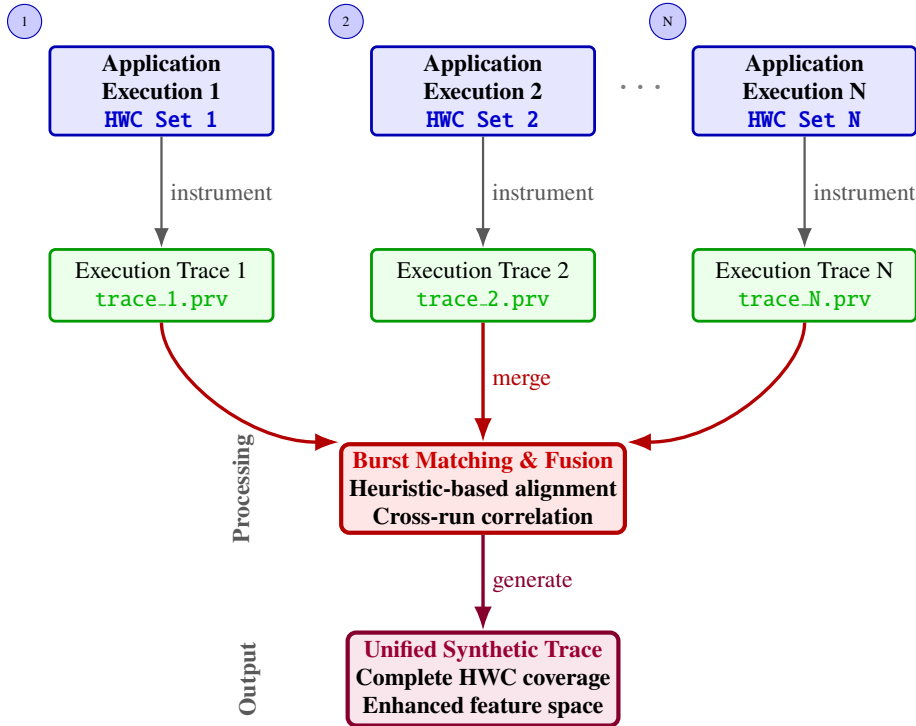 1
2
N
Application
Execution 1
HWC Set 1
Application
Execution 2
HWC Set 2
. . .
Application
Execution N
HWC Set N
instrument
instrument
instrument
Execution Trace 1
trace_1.prv
Execution Trace 2
trace_2.prv
Execution Trace N
trace_N.prv
merge
Processing
Burst Matching & Fusion
Heuristic-based alignment
Cross-run correlation
generate
Output
Unified Synthetic Trace
Complete HWC coverage
Enhanced feature space